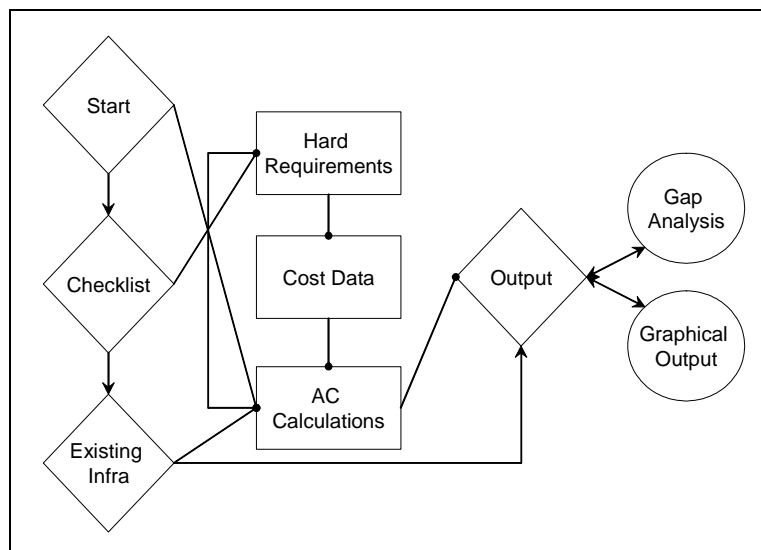 Start
Hard
Requirements
Gap
Analysis
Checklist
Cost Data
Output
Graphical
Output
AC
Calculations
Existing
Infra